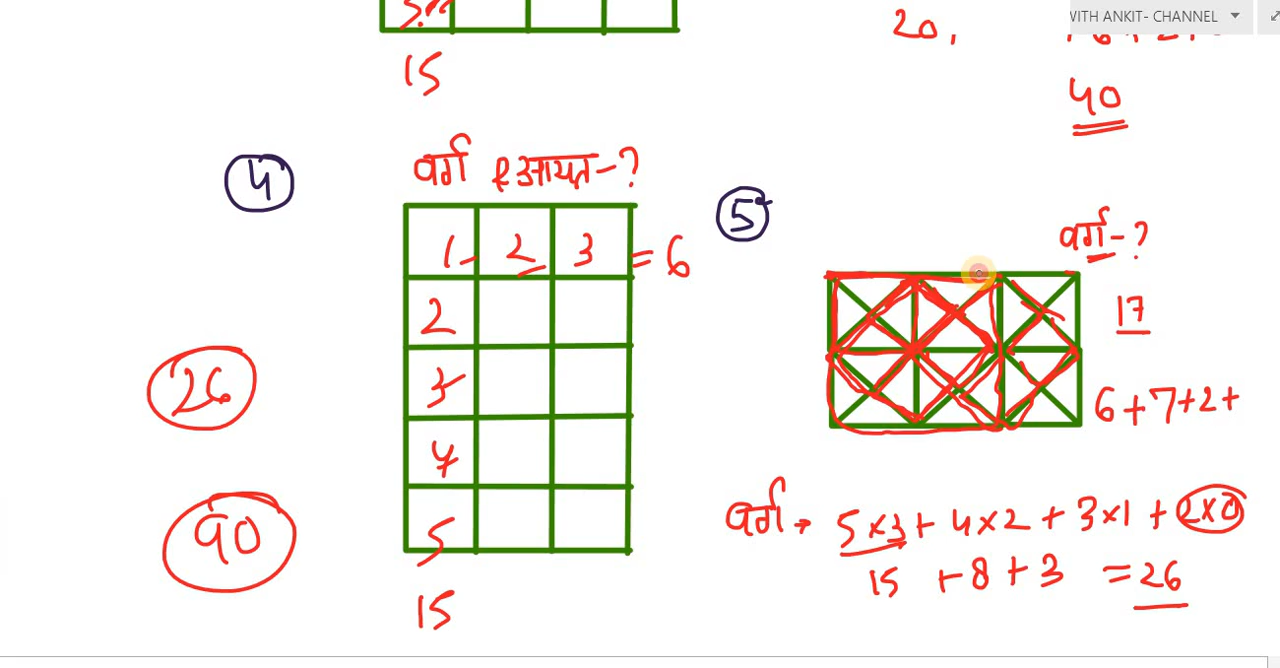 WITH ANKIT- CHANNEL
20,
15
40
4
वर्ग & आयत-?
5
वर्ग-?
1 2 3 = 6
17
2
26
3
6+7+2+
4
90
वर्ग → 5×3+ 4×2 + 3×1 + 2×0
5
15 +8+3 =26
15